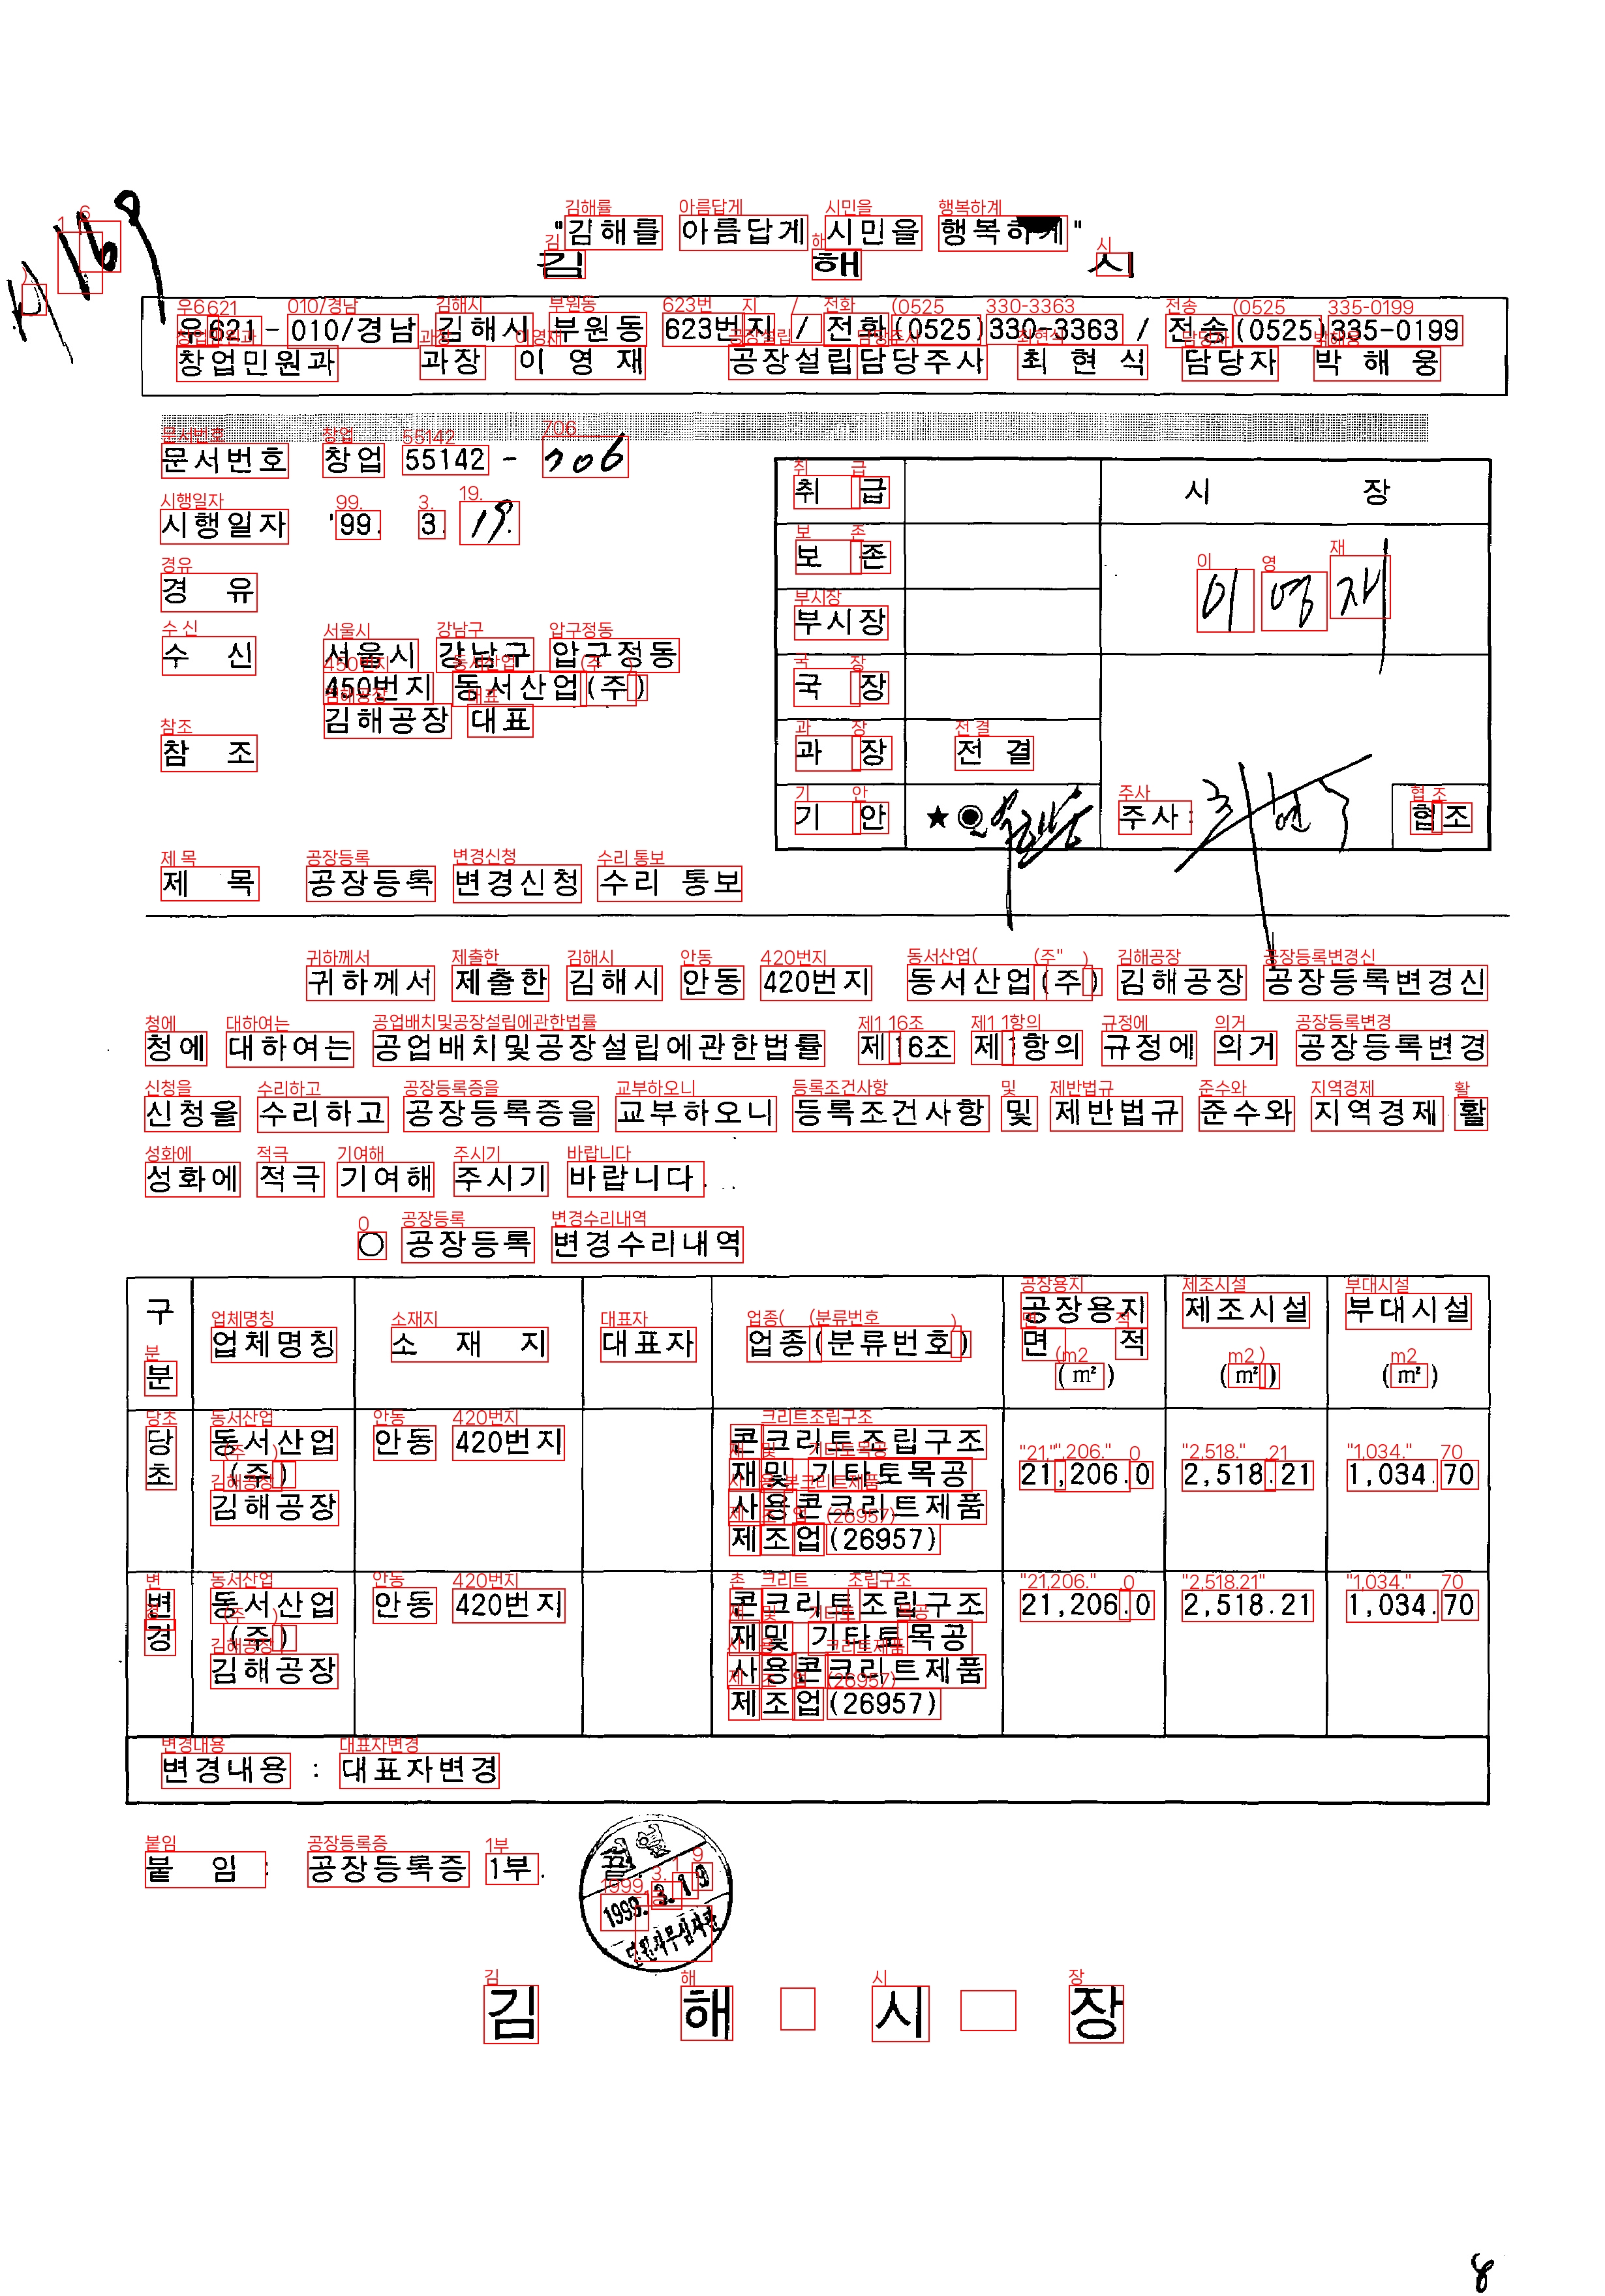 "김해를 아름답게 시민을 행복하게"
김 해 시
우621-010/경남 김해시 부원동 623번지 / 전화(0525)330-3363 / 전송(0525)335-0199
창업민원과 과장 이 영 재 공장설립담당주사 최 현 석 담당자 박 해 웅
문서번호 창업 55142 - 706
시행일자 '99. 3. 19.
경 유
수 신 서울시 강남구 압구정동
450번지 동서산업(주)
김해공장 대표
참 조
취 급 시 장
보 존
부시장 이영재
국 장
과 장 전 결
기 안 ★ 주사: 최현석 협조
제 목 공장등록 변경신청 수리 통보
귀하께서 제출한 김해시 안동 420번지 동서산업(주) 김해공장 공장등록변경신
청에 대하여는 공업배치및공장설립에관한법률 제16조 제1항의 규정에 의거 공장등록변경
신청을 수리하고 공장등록증을 교부하오니 등록조건사항 및 제반법규 준수와 지역경제 활
성화에 적극 기여해 주시기 바랍니다.
○ 공장등록 변경수리내역
구분 업체명칭 소 재 지 대표자 업종(분류번호) 공장용지면 적(㎡) 제조시설(㎡) 부대시설(㎡)
당초 동서산업(주)김해공장 안동 420번지 콘크리트조립구조재및 기타토목공사용콘크리트제품제조업(26957) 21,206.0 2,518.21 1,034.70
변경 동서산업(주)김해공장 안동 420번지 콘크리트조립구조재및 기타토목공사용콘크리트제품제조업(26957) 21,206.0 2,518.21 1,034.70
변경내용 : 대표자변경
붙 임 : 공장등록증 1부. 끝.
1999. 3. 19
김 해 시 장
8